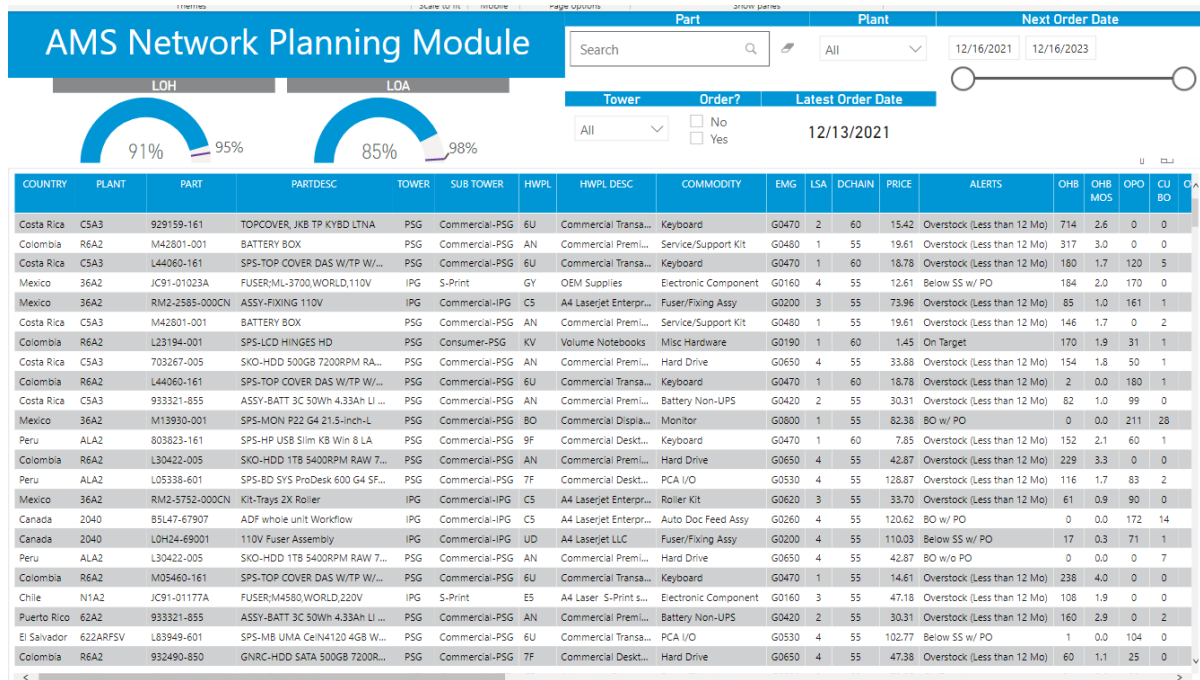 Themes Scale to fit Mobile Page options Show panes
AMS Network Planning Module
Part Plant Next Order Date
Search All 12/16/2021 12/16/2023
LOH LOA
91% 95% 85% 98%
Tower Order? Latest Order Date
All No Yes 12/13/2021
COUNTRY PLANT PART PARTDESC TOWER SUB TOWER HWPL HWPL DESC COMMODITY EMG LSA DCHAIN PRICE ALERTS OHB OHB MOS OPO CU BO
Costa Rica C5A3 929159-161 TOPCOVER, JKB TP KYBD LTNA PSG Commercial-PSG 6U Commercial Transa... Keyboard G0470 2 60 15.42 Overstock (Less than 12 Mo) 714 2.6 0 0
Colombia R6A2 M42801-001 BATTERY BOX PSG Commercial-PSG AN Commercial Premi... Service/Support Kit G0480 1 55 19.61 Overstock (Less than 12 Mo) 317 3.0 0 0
Costa Rica C5A3 L44060-161 SPS-TOP COVER DAS W/TP W/... PSG Commercial-PSG 6U Commercial Transa... Keyboard G0470 1 60 18.78 Overstock (Less than 12 Mo) 180 1.7 120 5
Mexico 36A2 JC91-01023A FUSER;ML-3700,WORLD,110V IPG S-Print GY OEM Supplies Electronic Component G0160 4 55 12.61 Below SS w/ PO 184 2.0 170 0
Mexico 36A2 RM2-2585-000CN ASSY-FIXING 110V IPG Commercial-IPG C5 A4 Laserjet Enterpr... Fuser/Fixing Assy G0200 3 55 73.96 Overstock (Less than 12 Mo) 85 1.0 161 1
Costa Rica C5A3 M42801-001 BATTERY BOX PSG Commercial-PSG AN Commercial Premi... Service/Support Kit G0480 1 55 19.61 Overstock (Less than 12 Mo) 146 1.7 0 2
Colombia R6A2 L23194-001 SPS-LCD HINGES HD PSG Consumer-PSG KV Volume Notebooks Misc Hardware G0190 1 60 1.45 On Target 170 1.9 31 1
Costa Rica C5A3 703267-005 SKO-HDD 500GB 7200RPM RA... PSG Commercial-PSG AN Commercial Premi... Hard Drive G0650 4 55 33.88 Overstock (Less than 12 Mo) 154 1.8 50 1
Colombia R6A2 L44060-161 SPS-TOP COVER DAS W/TP W/... PSG Commercial-PSG 6U Commercial Transa... Keyboard G0470 1 60 18.78 Overstock (Less than 12 Mo) 2 0.0 180 1
Costa Rica C5A3 933321-855 ASSY-BATT 3C 50Wh 4.33Ah LI ... PSG Commercial-PSG AN Commercial Premi... Battery Non-UPS G0420 2 55 30.31 Overstock (Less than 12 Mo) 82 1.0 99 0
Mexico 36A2 M13930-001 SPS-MON P22 G4 21.5-inch-L PSG Commercial-PSG BO Commercial Displa... Monitor G0800 1 55 82.38 BO w/ PO 0 0.0 211 28
Peru ALA2 803823-161 SPS-HP USB Slim KB Win 8 LA PSG Commercial-PSG 9F Commercial Deskt... Keyboard G0470 1 60 7.85 Overstock (Less than 12 Mo) 152 2.1 60 1
Colombia R6A2 L30422-005 SKO-HDD 1TB 5400RPM RAW 7... PSG Commercial-PSG AN Commercial Premi... Hard Drive G0650 4 55 42.87 Overstock (Less than 12 Mo) 229 3.3 0 0
Peru ALA2 L05338-601 SPS-BD SYS ProDesk 600 G4 SF... PSG Commercial-PSG 7F Commercial Deskt... PCA I/O G0530 4 55 128.87 Overstock (Less than 12 Mo) 116 1.7 83 2
Mexico 36A2 RM2-5752-000CN Kit-Trays 2X Roller IPG Commercial-IPG C5 A4 Laserjet Enterpr... Roller Kit G0620 3 55 33.70 Overstock (Less than 12 Mo) 61 0.9 90 0
Canada 2040 B5L47-67907 ADF whole unit Workflow IPG Commercial-IPG C5 A4 Laserjet Enterpr... Auto Doc Feed Assy G0260 4 55 120.62 BO w/ PO 0 0.0 172 14
Canada 2040 L0H24-69001 110V Fuser Assembly IPG Commercial-IPG UD A4 Laserjet LLC Fuser/Fixing Assy G0200 4 55 110.03 Below SS w/ PO 17 0.3 71 1
Peru ALA2 L30422-005 SKO-HDD 1TB 5400RPM RAW 7... PSG Commercial-PSG AN Commercial Premi... Hard Drive G0650 4 55 42.87 BO w/o PO 0 0.0 0 7
Colombia R6A2 M05460-161 SPS-TOP COVER DAS W/TP W/... PSG Commercial-PSG 6U Commercial Transa... Keyboard G0470 1 55 14.61 Overstock (Less than 12 Mo) 238 4.0 0 0
Chile N1A2 JC91-01177A FUSER;M4580,WORLD,220V IPG S-Print E5 A4 Laser S-Print s... Electronic Component G0160 3 55 47.18 Overstock (Less than 12 Mo) 108 1.9 0 0
Puerto Rico 62A2 933321-855 ASSY-BATT 3C 50Wh 4.33Ah LI ... PSG Commercial-PSG AN Commercial Premi... Battery Non-UPS G0420 2 55 30.31 Overstock (Less than 12 Mo) 160 2.9 0 2
El Salvador 622ARFSV L83949-601 SPS-MB UMA CelN4120 4GB W... PSG Commercial-PSG 6U Commercial Transa... PCA I/O G0530 4 55 102.77 Below SS w/ PO 1 0.0 104 0
Colombia R6A2 932490-850 GNRC-HDD SATA 500GB 7200R... PSG Commercial-PSG 7F Commercial Deskt... Hard Drive G0650 4 55 47.38 Overstock (Less than 12 Mo) 60 1.1 25 0